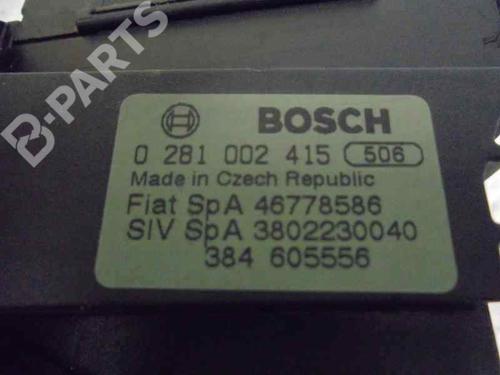 B-PARTS
BOSCH
0 281 002 415 506
Made in Czech Republic
Fiat SpA 46778586
SIV SpA 3802230040
384 605556